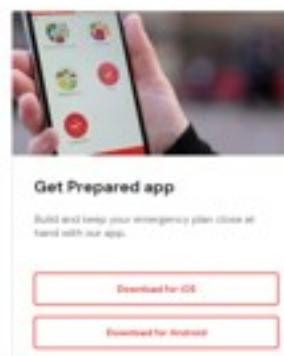 Get Prepared app
Build and keep your emergency plan close at
hand with our app.
Download for iOS
Download for Android